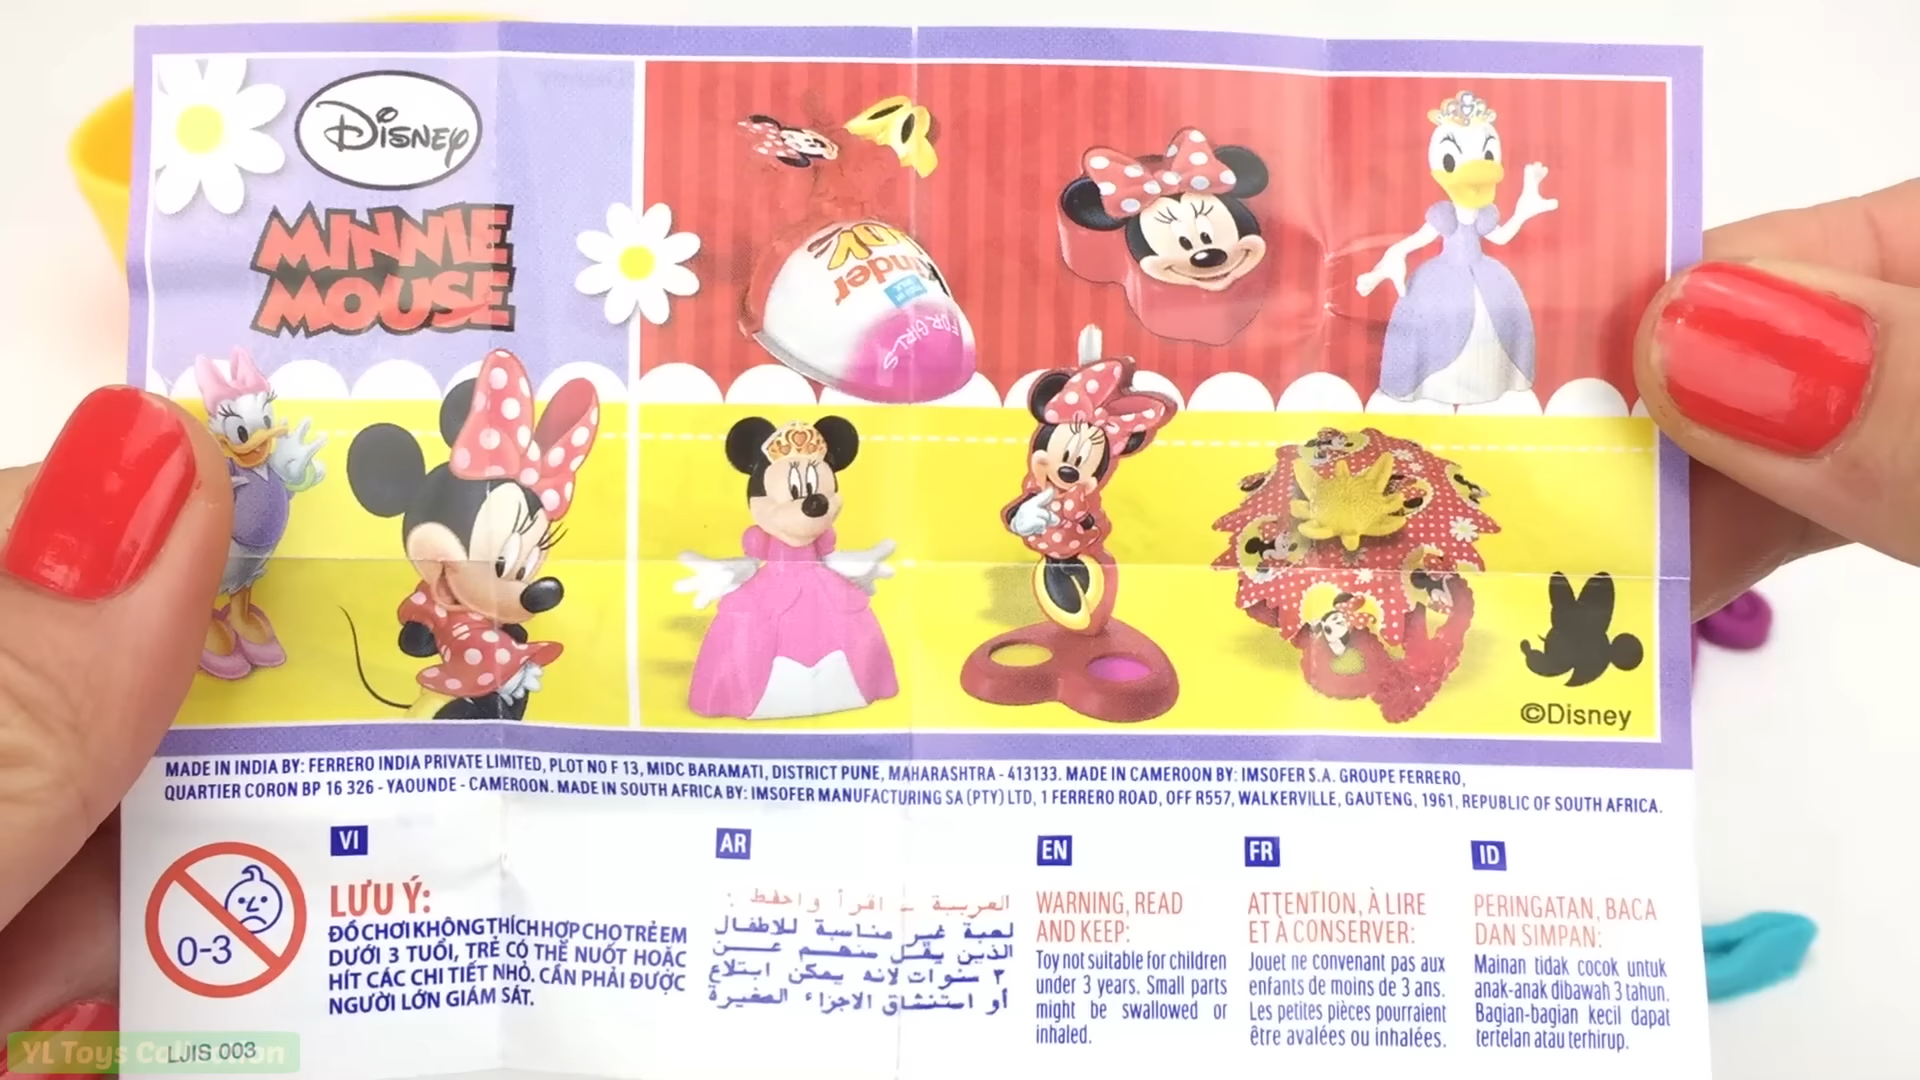 Disney
MINNIE
MOUSE
Kinder
JOY
FOR GIRLS
©Disney
MADE IN INDIA BY: FERRERO INDIA PRIVATE LIMITED, PLOT NO F 13, MIDC BARAMATI, DISTRICT PUNE, MAHARASHTRA - 413133. MADE IN CAMEROON BY: IMSOFER S.A. GROUPE FERRERO,
QUARTIER CORON BP 16 326 - YAOUNDE - CAMEROON. MADE IN SOUTH AFRICA BY: IMSOFER MANUFACTURING SA (PTY) LTD, 1 FERRERO ROAD, OFF R557, WALKERVILLE, GAUTENG, 1961, REPUBLIC OF SOUTH AFRICA.
0-3
VI
LƯU Ý:
ĐỒ CHƠI KHÔNG THÍCH HỢP CHO TRẺ EM
DƯỚI 3 TUỔI, TRẺ CÓ THỂ NUỐT HOẶC
HÍT CÁC CHI TIẾT NHỎ. CẦN PHẢI ĐƯỢC
NGƯỜI LỚN GIÁM SÁT.
AR
العربية - اقرأ واحفظ :
لعبة غير مناسبة للاطفال
الذين يقل سنهم عن
٣ سنوات لانه يمكن ابتلاع
أو استنشاق الاجزاء الصغيرة
EN
WARNING, READ
AND KEEP:
Toy not suitable for children
under 3 years. Small parts
might be swallowed or
inhaled.
FR
ATTENTION, À LIRE
ET À CONSERVER:
Jouet ne convenant pas aux
enfants de moins de 3 ans.
Les petites pièces pourraient
être avalées ou inhalées.
ID
PERINGATAN, BACA
DAN SIMPAN:
Mainan tidak cocok untuk
anak-anak dibawah 3 tahun.
Bagian-bagian kecil dapat
tertelan atau terhirup.
YL Toys Collection
LJIS 003